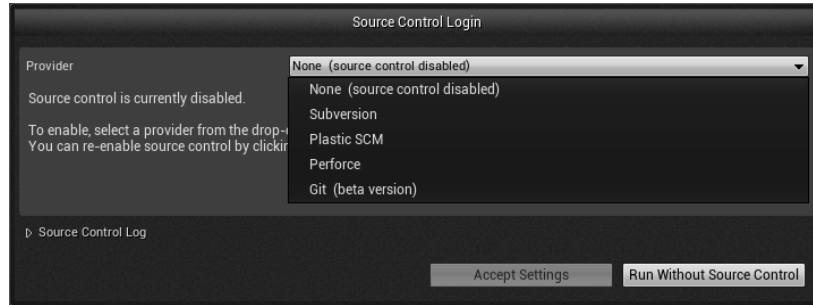 Source Control Login
Provider
None (source control disabled)
None (source control disabled)
Subversion
Plastic SCM
Perforce
Git (beta version)
Source control is currently disabled.
To enable, select a provider from the
You can re-enable source control by
Source Control Log
Accept Settings
Run Without Source Control